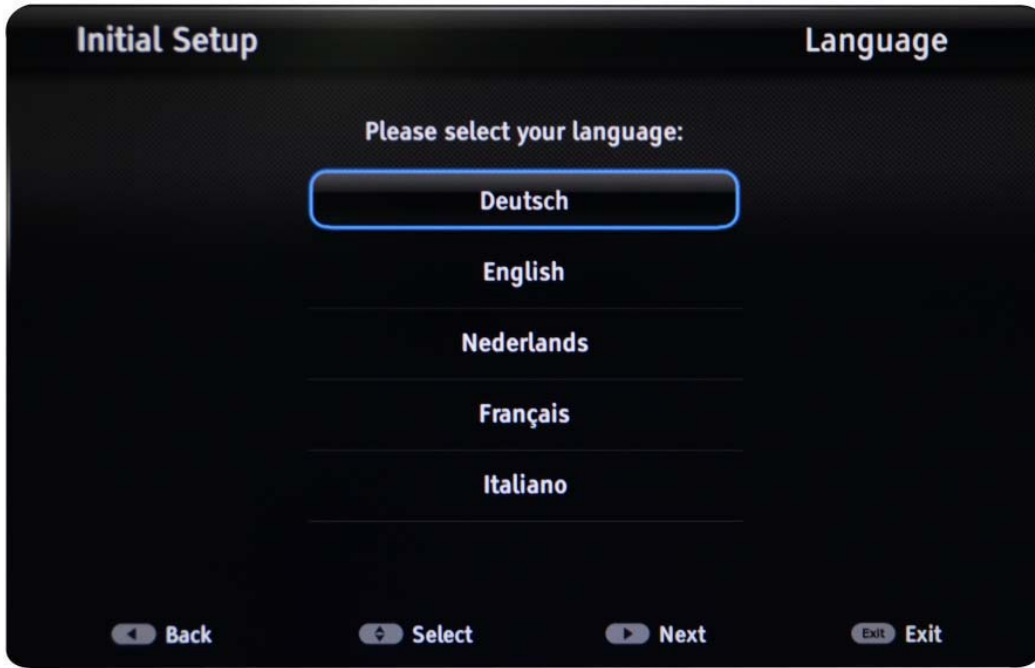 Initial Setup Language
Please select your language:
Deutsch
English
Nederlands
Français
Italiano
Back Select Next Exit Exit